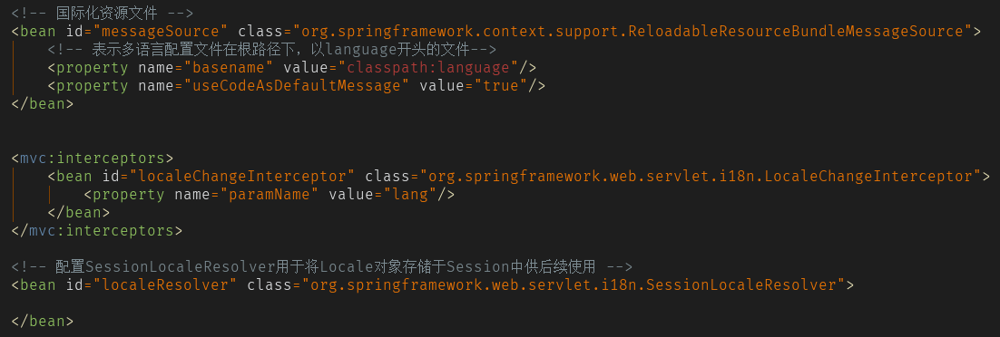 <!-- 国际化资源文件 -->
<bean id="messageSource" class="org.springframework.context.support.ReloadableResourceBundleMessageSource">
    <!-- 表示多语言配置文件在根路径下，以language开头的文件-->
    <property name="basename" value="classpath:language"/>
    <property name="useCodeAsDefaultMessage" value="true"/>
</bean>
<mvc:interceptors>
    <bean id="localeChangeInterceptor" class="org.springframework.web.servlet.i18n.LocaleChangeInterceptor">
        <property name="paramName" value="lang"/>
    </bean>
</mvc:interceptors>
<!-- 配置SessionLocaleResolver用于将Locale对象存储于Session中供后续使用 -->
<bean id="localeResolver" class="org.springframework.web.servlet.i18n.SessionLocaleResolver">
</bean>